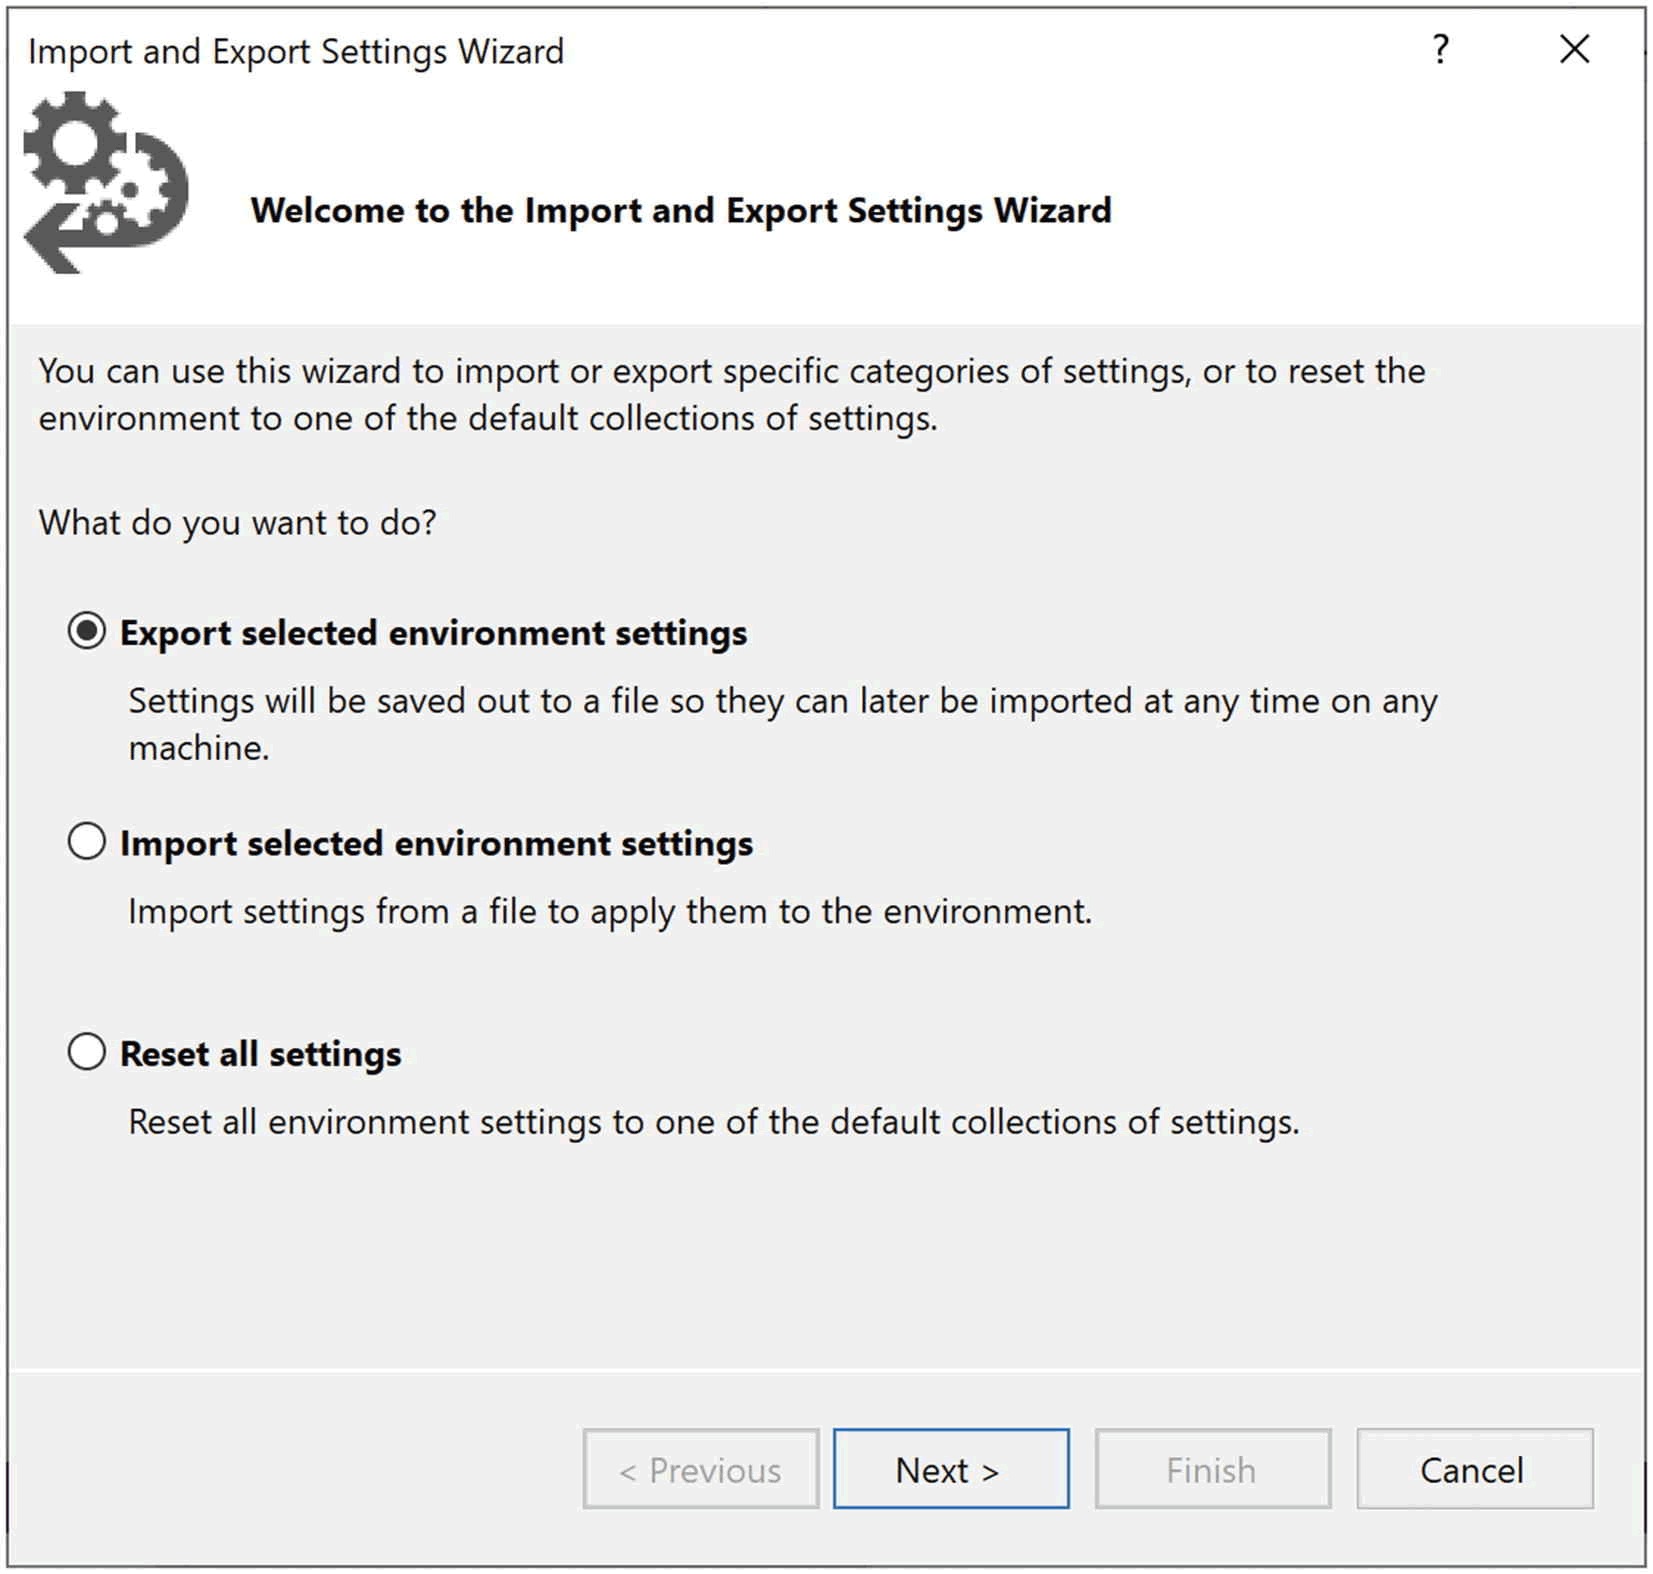 Import and Export Settings Wizard
?
Welcome to the Import and Export Settings Wizard
You can use this wizard to import or export specific categories of settings, or to reset the
environment to one of the default collections of settings.
What do you want to do?
Export selected environment settings
Settings will be saved out to a file so they can later be imported at any time on any
machine.
Import selected environment settings
Import settings from a file to apply them to the environment.
Reset all settings
Reset all environment settings to one of the default collections of settings.
< Previous
Next >
Finish
Cancel